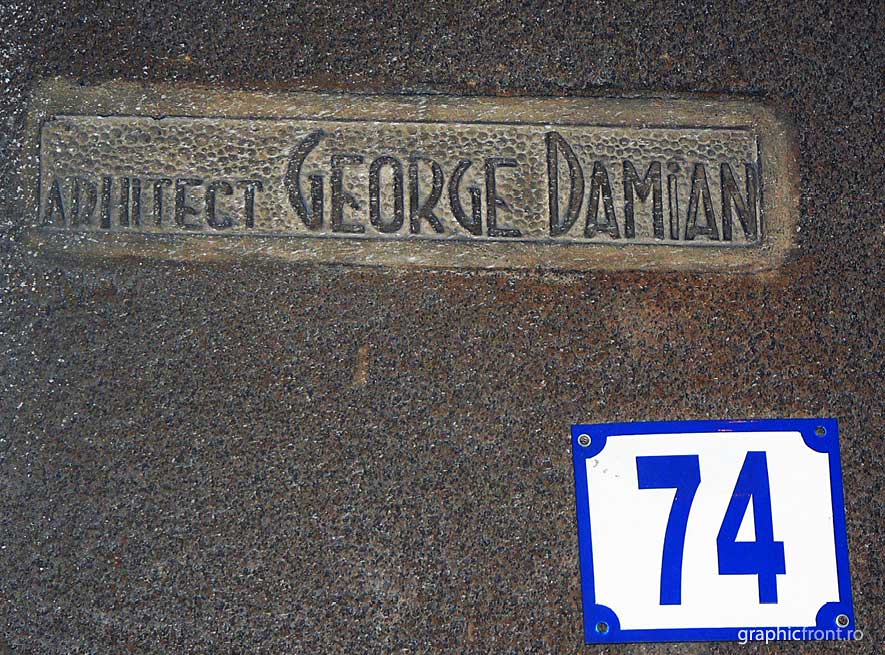 ARHITECT GEORGE DAMiAN
74
graphicfront.ro